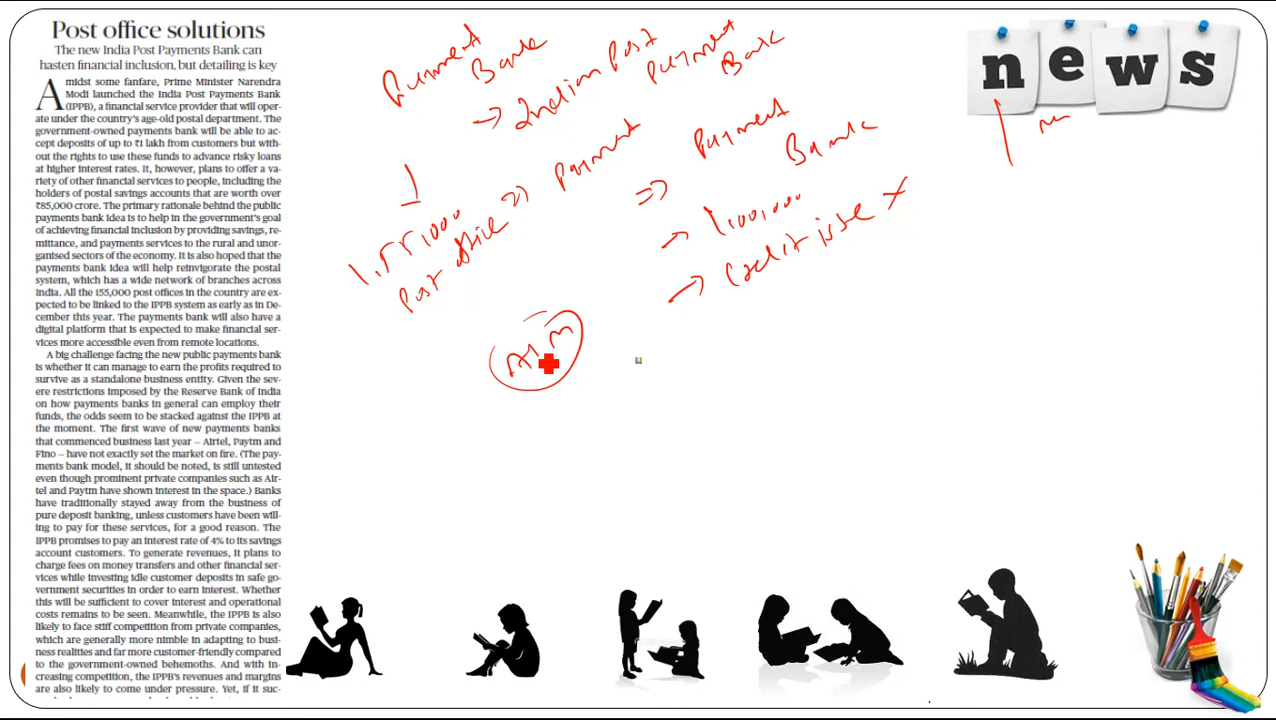 Post office solutions
The new India Post Payments Bank can
hasten financial inclusion, but detailing is key
Amidst some fanfare, Prime Minister Narendra
Modi launched the India Post Payments Bank
(IPPB), a financial service provider that will oper-
ate under the country's age-old postal department. The
government-owned payments bank will be able to ac-
cept deposits of up to ₹1 lakh from customers but with-
out the rights to use these funds to advance risky loans
at higher interest rates. It, however, plans to offer a va-
riety of other financial services to people, including the
holders of postal savings accounts that are worth over
₹85,000 crore. The primary rationale behind the public
payments bank idea is to help in the government's goal
of achieving financial inclusion by providing savings, re-
mittance, and payments services to the rural and unor-
ganised sectors of the economy. It is also hoped that the
payments bank idea will help reinvigorate the postal
system, which has a wide network of branches across
India. All the 155,000 post offices in the country are ex-
pected to be linked to the IPPB system as early as in De-
cember this year. The payments bank will also have a
digital platform that is expected to make financial ser-
vices more accessible even from remote locations.
A big challenge facing the new public payments bank
is whether it can manage to earn the profits required to
survive as a standalone business entity. Given the sev-
ere restrictions imposed by the Reserve Bank of India
on how payments banks in general can employ their
funds, the odds seem to be stacked against the IPPB at
the moment. The first wave of new payments banks
that commenced business last year – Airtel, Paytm and
Fino – have not exactly set the market on fire. (The pay-
ments bank model, it should be noted, is still untested
even though prominent private companies such as Air-
tel and Paytm have shown interest in the space.) Banks
have traditionally stayed away from the business of
pure deposit banking, unless customers have been will-
ing to pay for these services, for a good reason. The
IPPB promises to pay an interest rate of 4% to its savings
account customers. To generate revenues, it plans to
charge fees on money transfers and other financial ser-
vices while investing idle customer deposits in safe go-
vernment securities in order to earn interest. Whether
this will be sufficient to cover interest and operational
costs remains to be seen. Meanwhile, the IPPB is also
likely to face stiff competition from private companies,
which are generally more nimble in adapting to busi-
ness realities and far more customer-friendly compared
to the government-owned behemoths. And with in-
creasing competition, the IPPB's revenues and margins
are also likely to come under pressure. Yet, if it suc-
Payment Bank
→ Indian Post Payment Bank
1
1,55,000 ⇒ Payment
Post office
⇒ Payment Bank
→ 1,00,000
→ Credit ×
ATM
news